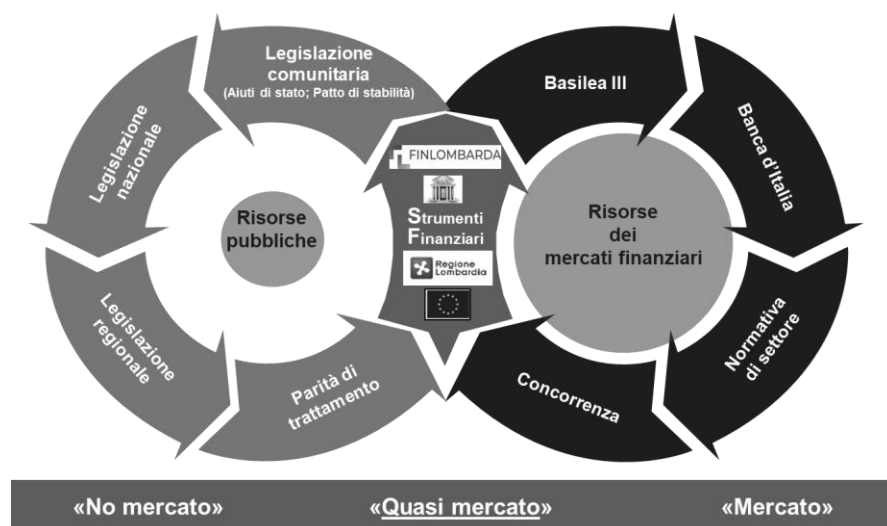 Legislazione
comunitaria
(Aiuti di stato; Patto di stabilità)
Legislazione
nazionale
Legislazione
regionale
Parità di
trattamento
Risorse
pubbliche
FINLOMBARDA
Strumenti
Finanziari
Regione
Lombardia
Basilea III
Banca d'Italia
Normativa
di settore
Concorrenza
Risorse
dei
mercati finanziari
«No mercato»
«Quasi mercato»
«Mercato»